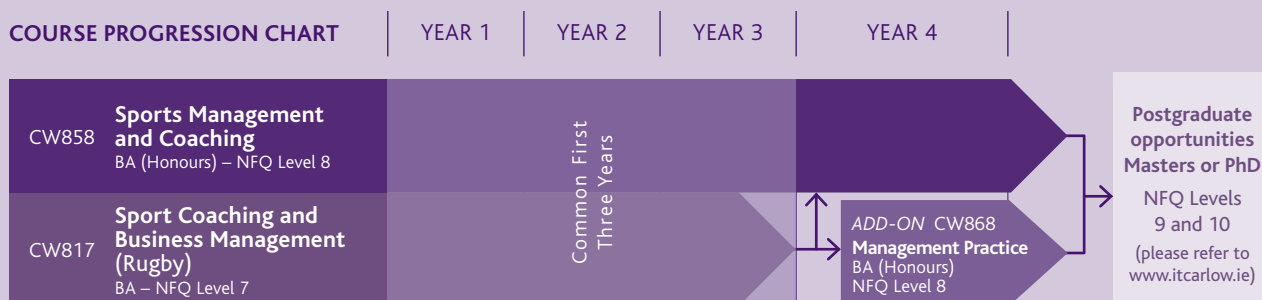 COURSE PROGRESSION CHART
YEAR 1
YEAR 2
YEAR 3
YEAR 4
CW858
Sports Management
and Coaching
BA (Honours) – NFQ Level 8
CW817
Sport Coaching and
Business Management
(Rugby)
BA – NFQ Level 7
Common First
Three Years
ADD-ON CW868
Management Practice
BA (Honours)
NFQ Level 8
Postgraduate
opportunities
Masters or PhD
NFQ Levels
9 and 10
(please refer to
www.itcarlow.ie)